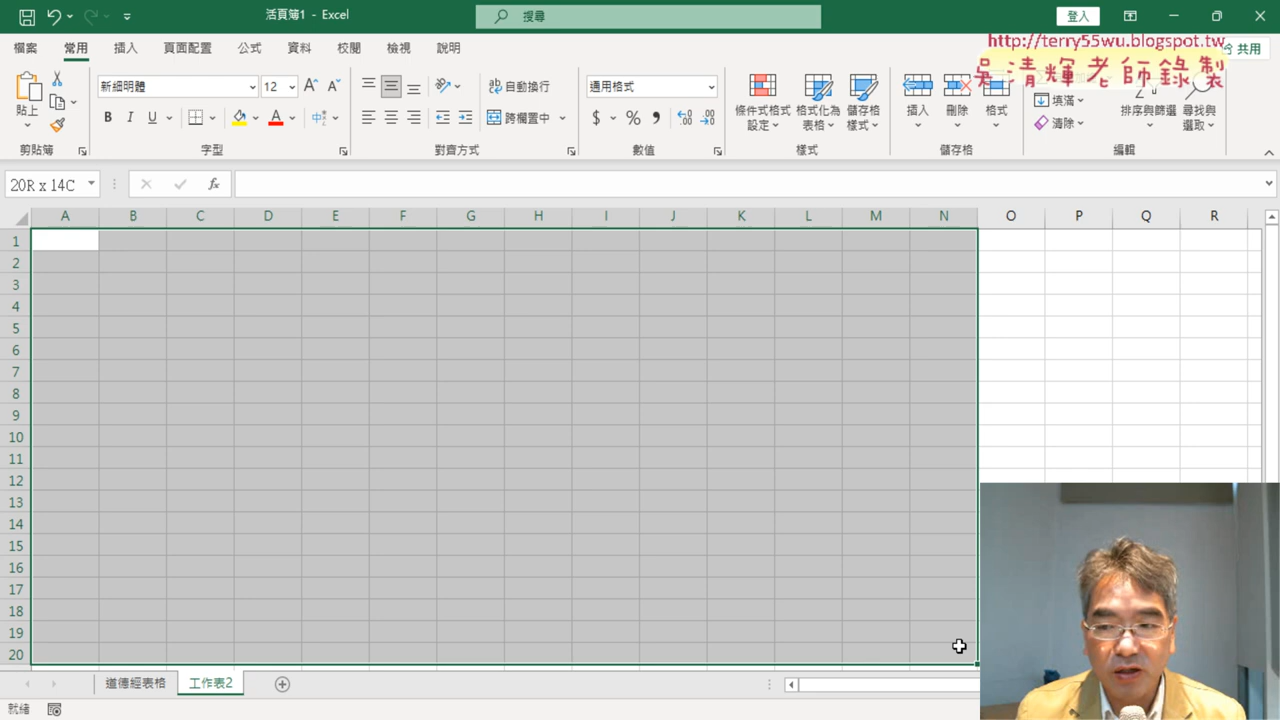 活頁簿1 - Excel
搜尋
登入
檔案 常用 插入 頁面配置 公式 資料 校閱 檢視 說明
http://terry55wu.blogspot.tw
共用
吳清輝老師錄製
貼上
剪貼簿
新細明體 12
B I U
字型
自動換行
跨欄置中
對齊方式
通用格式
$ % ,
數值
條件式格式設定
格式化為表格
儲存格樣式
樣式
插入 刪除 格式
儲存格
填滿
清除
排序與篩選
尋找與選取
編輯
20R x 14C
fx
A B C D E F G H I J K L M N O P Q R
1
2
3
4
5
6
7
8
9
10
11
12
13
14
15
16
17
18
19
20
道德經表格 工作表2
就緒